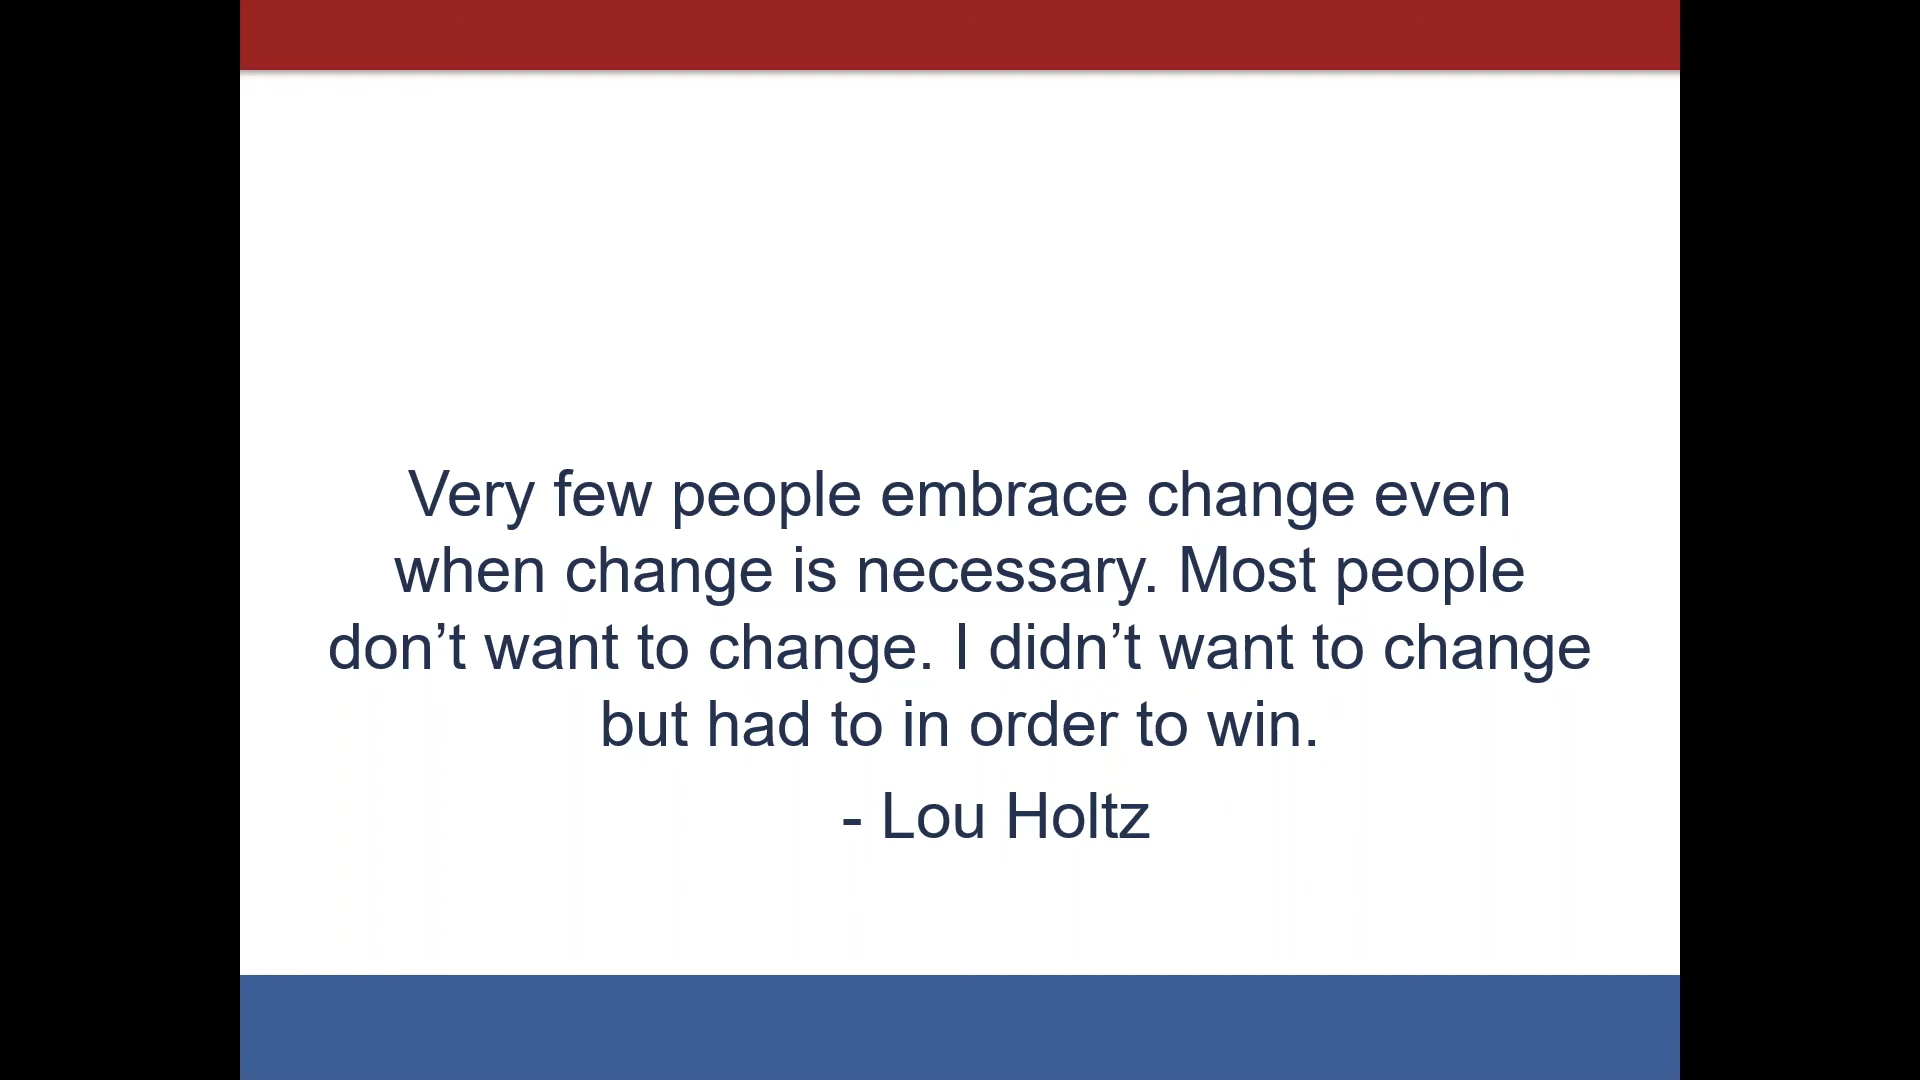 Very few people embrace change even
when change is necessary. Most people
don’t want to change. I didn’t want to change
but had to in order to win.
- Lou Holtz